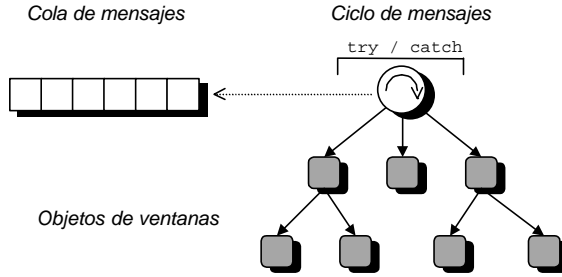 Cola de mensajes
Ciclo de mensajes
try / catch
Objetos de ventanas